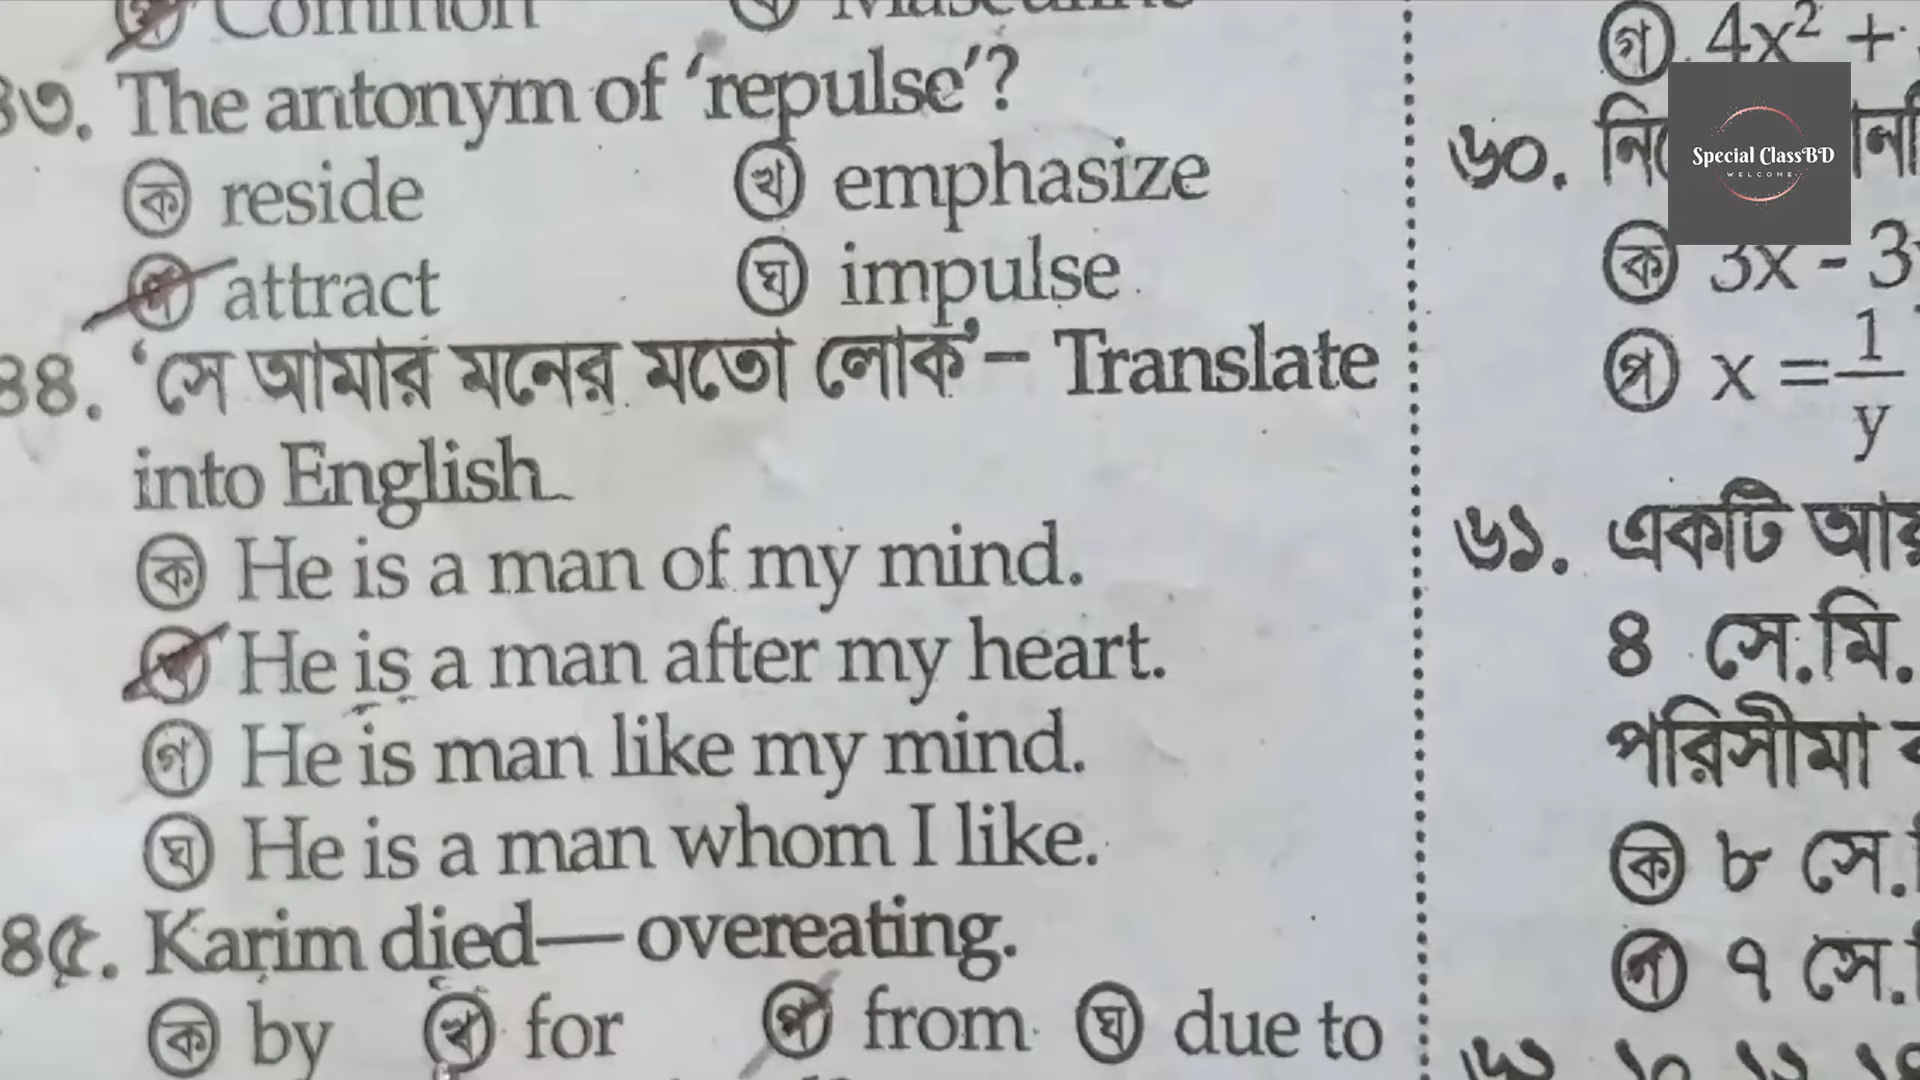 Common
৪৩. The antonym of 'repulse'?
ক reside খ emphasize
গ attract ঘ impulse
৪৪. 'সে আমার মনের মতো লোক' – Translate
into English.
ক He is a man of my mind.
খ He is a man after my heart.
গ He is man like my mind.
ঘ He is a man whom I like.
৪৫. Karim died— overeating.
ক by খ for গ from ঘ due to
গ 4x² +
৬০.
ক 3x - 3
গ x = 1/y
৬১. একটি
৪ সে.মি.
পরিসীমা
ক ৮ সে.
গ ৭ সে.
Special ClassBD
WELCOME